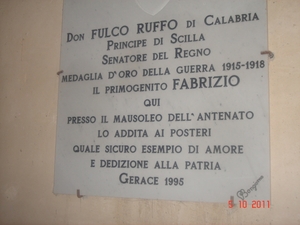 Don FULCO RUFFO di Calabria
Principe di Scilla
Senatore del Regno
medaglia d'oro della guerra 1915-1918
il primogenito FABRIZIO
qui
presso il mausoleo dell'antenato
lo addita ai posteri
quale sicuro esempio di amore
e dedizione alla patria
Gerace 1995
5 10 2011